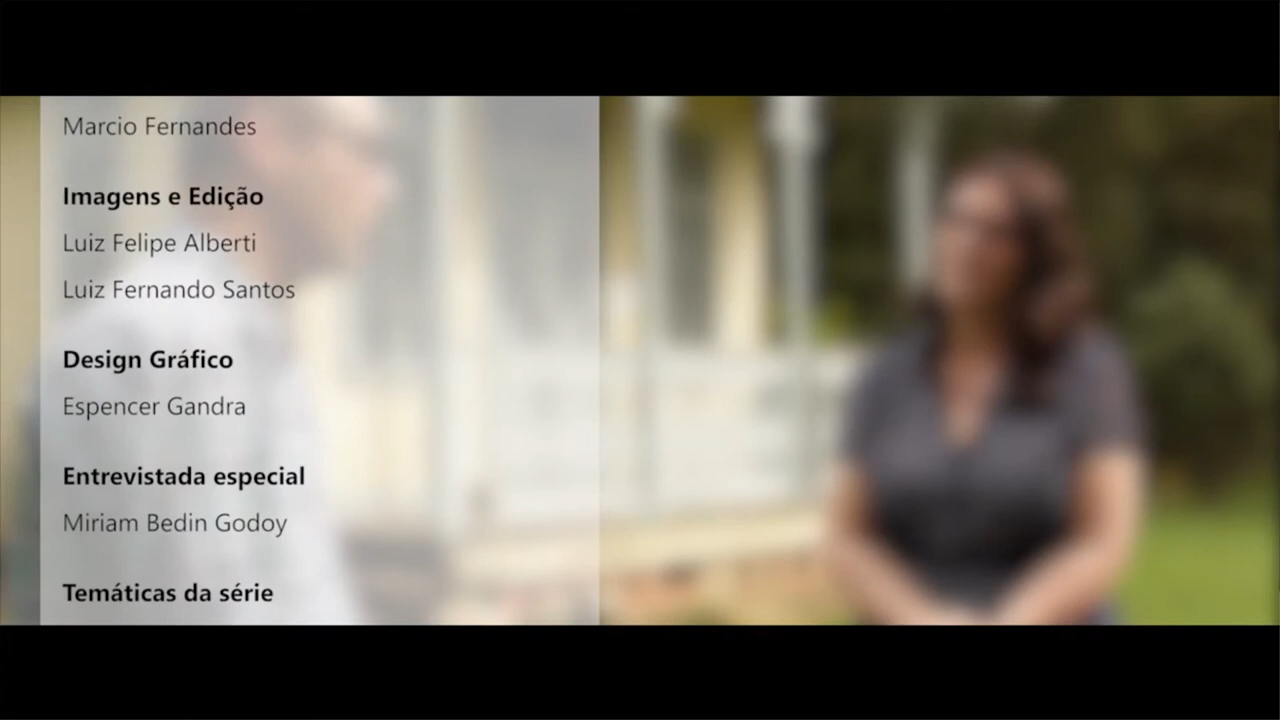 Marcio Fernandes
Imagens e Edição
Luiz Felipe Alberti
Luiz Fernando Santos
Design Gráfico
Espencer Gandra
Entrevistada especial
Miriam Bedin Godoy
Temáticas da série